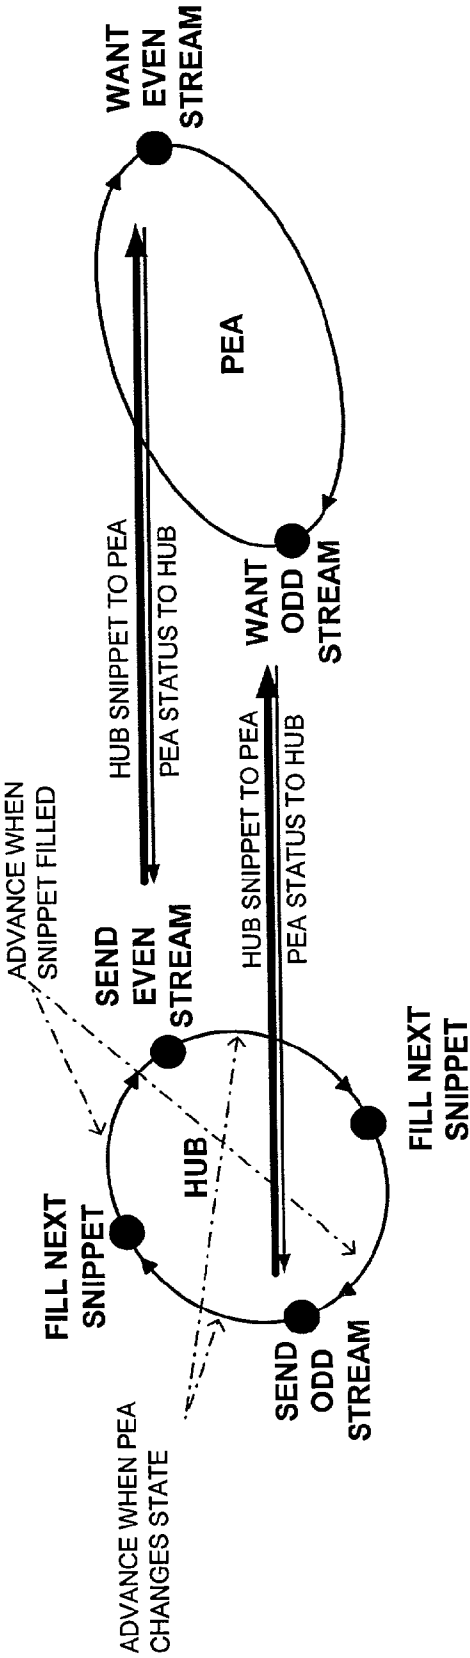 ADVANCE WHEN
SNIPPET FILLED
ADVANCE WHEN PEA
CHANGES STATE
FILL NEXT
SNIPPET
SEND
EVEN
STREAM
HUB
SEND
ODD
STREAM
FILL NEXT
SNIPPET
HUB SNIPPET TO PEA
PEA STATUS TO HUB
HUB SNIPPET TO PEA
PEA STATUS TO HUB
WANT
EVEN
STREAM
PEA
WANT
ODD
STREAM